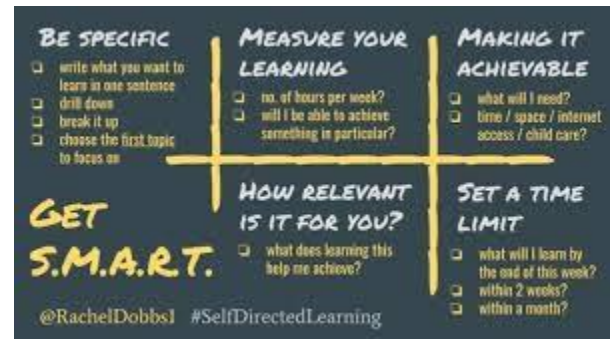 BE SPECIFIC
write what you want to
learn in one sentence
drill down
break it up
choose the first topic
to focus on
MEASURE YOUR
LEARNING
no. of hours per week?
will I be able to achieve
something in particular?
MAKING IT
ACHIEVABLE
what will I need?
time / space / internet
access / child care?
GET
S.M.A.R.T.
HOW RELEVANT
IS IT FOR YOU?
what does learning this
help me achieve?
SET A TIME
LIMIT
what will I learn by
the end of this week?
within 2 weeks?
within a month?
@RachelDobbs1 #SelfDirectedLearning